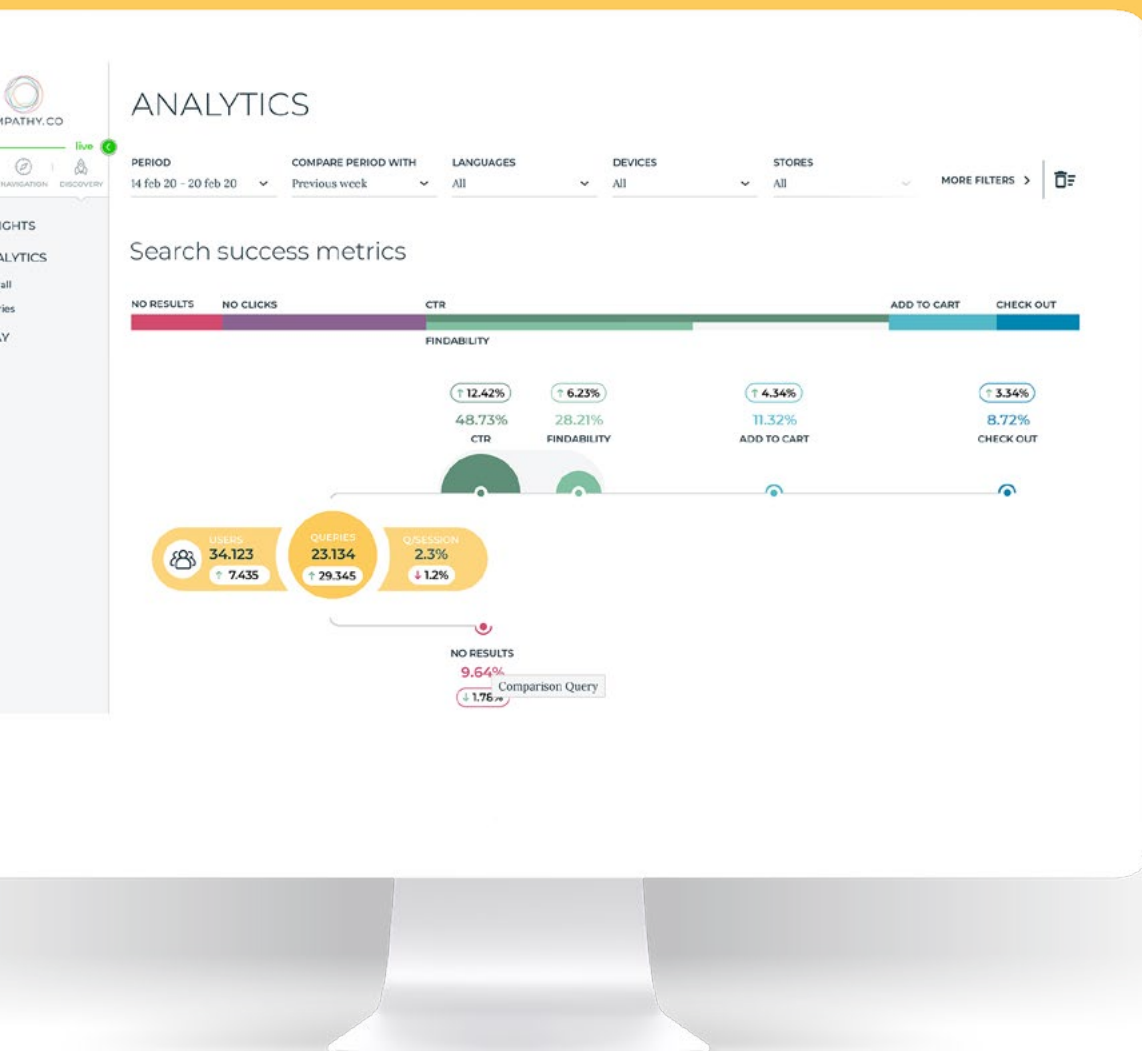 MPATHY.CO
live
NAVIGATION DISCOVERY
IGHTS
ALYTICS
all
ries
AY
ANALYTICS
PERIOD COMPARE PERIOD WITH LANGUAGES DEVICES STORES
14 feb 20 - 20 feb 20 Previous week All All All MORE FILTERS >
Search success metrics
NO RESULTS NO CLICKS CTR ADD TO CART CHECK OUT
FINDABILITY
↑ 12.42% ↑ 6.23% ↑ 4.34% ↑ 3.34%
48.73% 28.21% 11.32% 8.72%
CTR FINDABILITY ADD TO CART CHECK OUT
USERS QUERIES Q/SESSION
34.123 23.134 2.3%
↑ 7.435 ↑ 29.345 ↓ 1.2%
NO RESULTS
9.64%
Comparison Query
↓ 1.78%